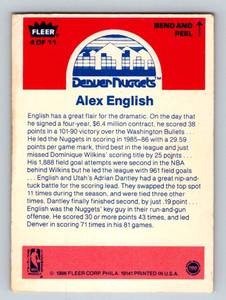 FLEER
4 OF 11
BEND AND
PEEL
DENVER NUGGETS™
Alex English
English has a great flair for the dramatic. On the day that
he signed a four-year, $6.4 million contract, he scored 38
points in a 101-90 victory over the Washington Bullets . . .
He led the Nuggets in scoring in 1985-86 with a 29.59
points per game mark, third best in the league and just
missed Dominique Wilkins' scoring title by 25 points . . .
His 1,888 field goal attempts were second in the NBA
behind Wilkins but he led the league with 961 field goals
. . . English and Utah's Adrian Dantley had a great nip-and-
tuck battle for the scoring lead. They swapped the top spot
11 times during the season, and were tied three other
times, Dantley finally finished second, by just .19 point . . .
English was the Nuggets' key guy in their run-and-gun
offense. He scored 30 or more points 43 times, and led
Denver in scoring 71 times in his 81 games.
© 1986 FLEER CORP. PHILA. 19141 PRINTED IN U.S.A.